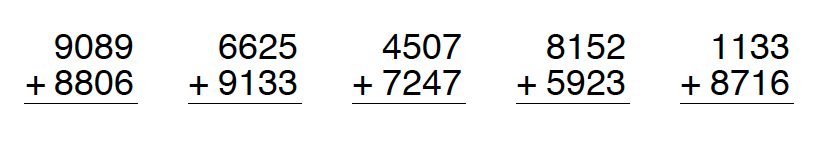 9089 6625 4507 8152 1133
+ 8806 + 9133 + 7247 + 5923 + 8716